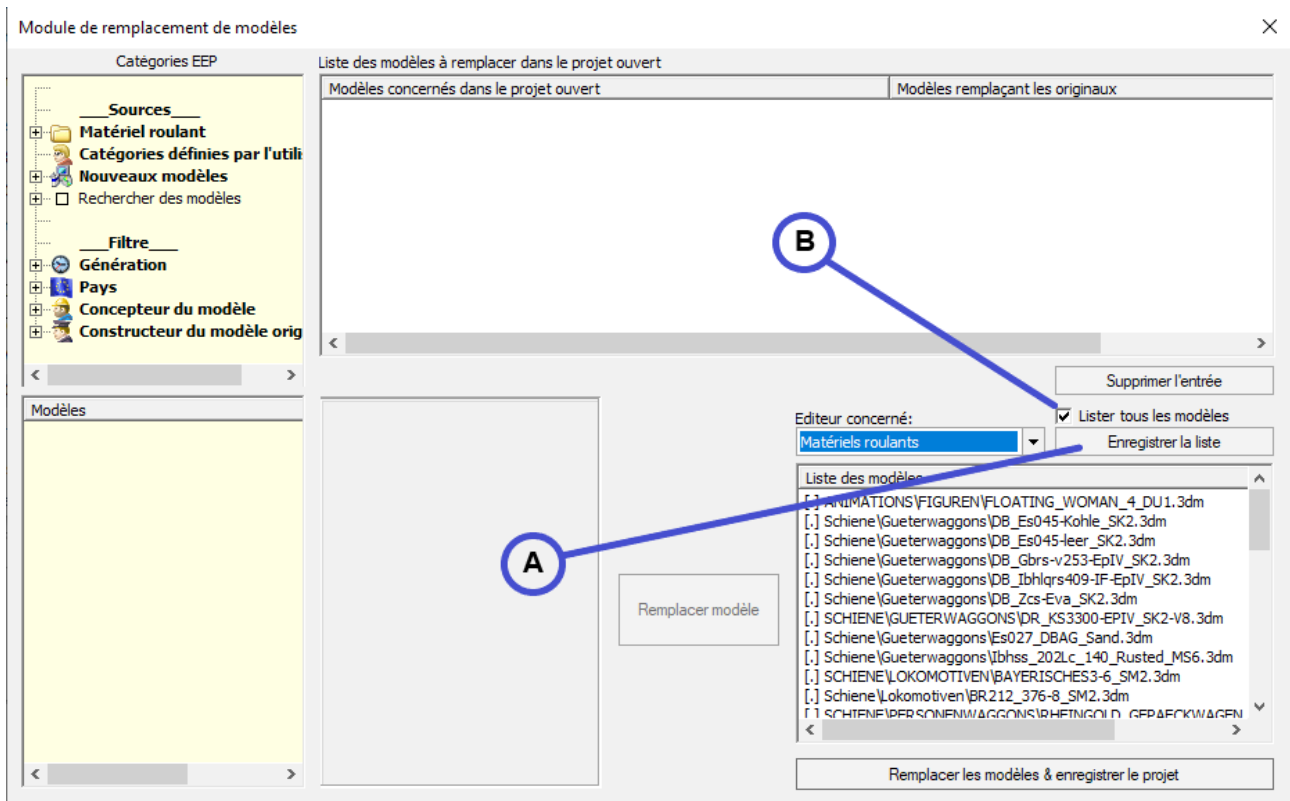 Module de remplacement de modèles
Catégories EEP
___Sources___
Matériel roulant
Catégories définies par l'utili
Nouveaux modèles
Rechercher des modèles
___Filtre___
Génération
Pays
Concepteur du modèle
Constructeur du modèle orig
Liste des modèles à remplacer dans le projet ouvert
Modèles concernés dans le projet ouvert
Modèles remplaçant les originaux
B
Supprimer l'entrée
Modèles
A
Remplacer modèle
Editeur concerné:
Lister tous les modèles
Matériels roulants
Enregistrer la liste
Liste des modèles
[.] ANIMATIONS\FIGUREN\FLOATING_WOMAN_4_DU1.3dm
[.] Schiene\Gueterwaggons\DB_Es045-Kohle_SK2.3dm
[.] Schiene\Gueterwaggons\DB_Es045-leer_SK2.3dm
[.] Schiene\Gueterwaggons\DB_Gbrs-v253-EpIV_SK2.3dm
[.] Schiene\Gueterwaggons\DB_Ibhlqrs409-IF-EpIV_SK2.3dm
[.] Schiene\Gueterwaggons\DB_Zcs-Eva_SK2.3dm
[.] SCHIENE\GUETERWAGGONS\DR_KS3300-EPIV_SK2-V8.3dm
[.] Schiene\Gueterwaggons\Es027_DBAG_Sand.3dm
[.] Schiene\Gueterwaggons\Ibhss_202Lc_140_Rusted_MS6.3dm
[.] SCHIENE\LOKOMOTIVEN\BAYERISCHES3-6_SM2.3dm
[.] Schiene\Lokomotiven\BR212_376-8_SM2.3dm
[.] SCHIENE\PERSONENWAGGONS\RHEINGOLD_GEPAECKWAGEN
Remplacer les modèles & enregistrer le projet